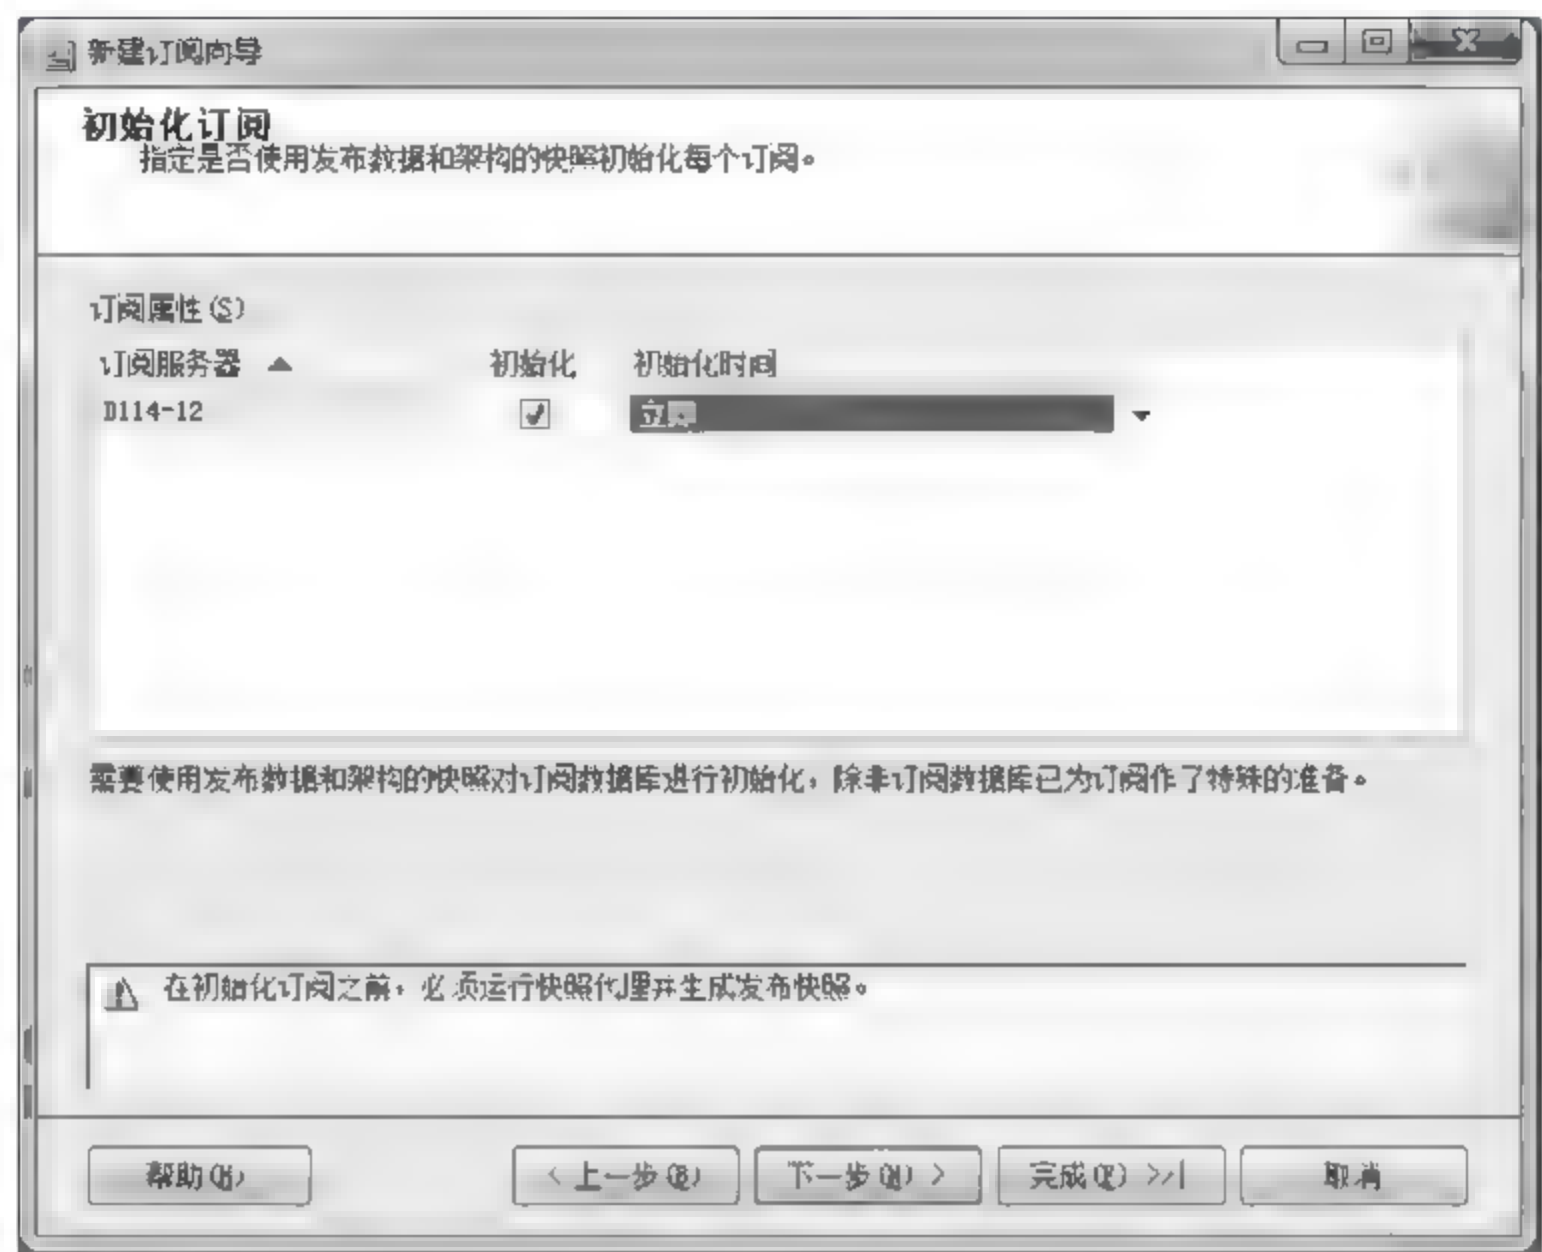 新建订阅向导
初始化订阅
指定是否使用发布数据和架构的快照初始化每个订阅。
订阅属性(S)
订阅服务器 初始化 初始化时间
D114-12 立即
需要使用发布数据和架构的快照对订阅数据库进行初始化，除非订阅数据库已为订阅作了特殊的准备。
在初始化订阅之前，必须运行快照代理并生成发布快照。
帮助(H) < 上一步(B) 下一步(N) > 完成(F) >>| 取消